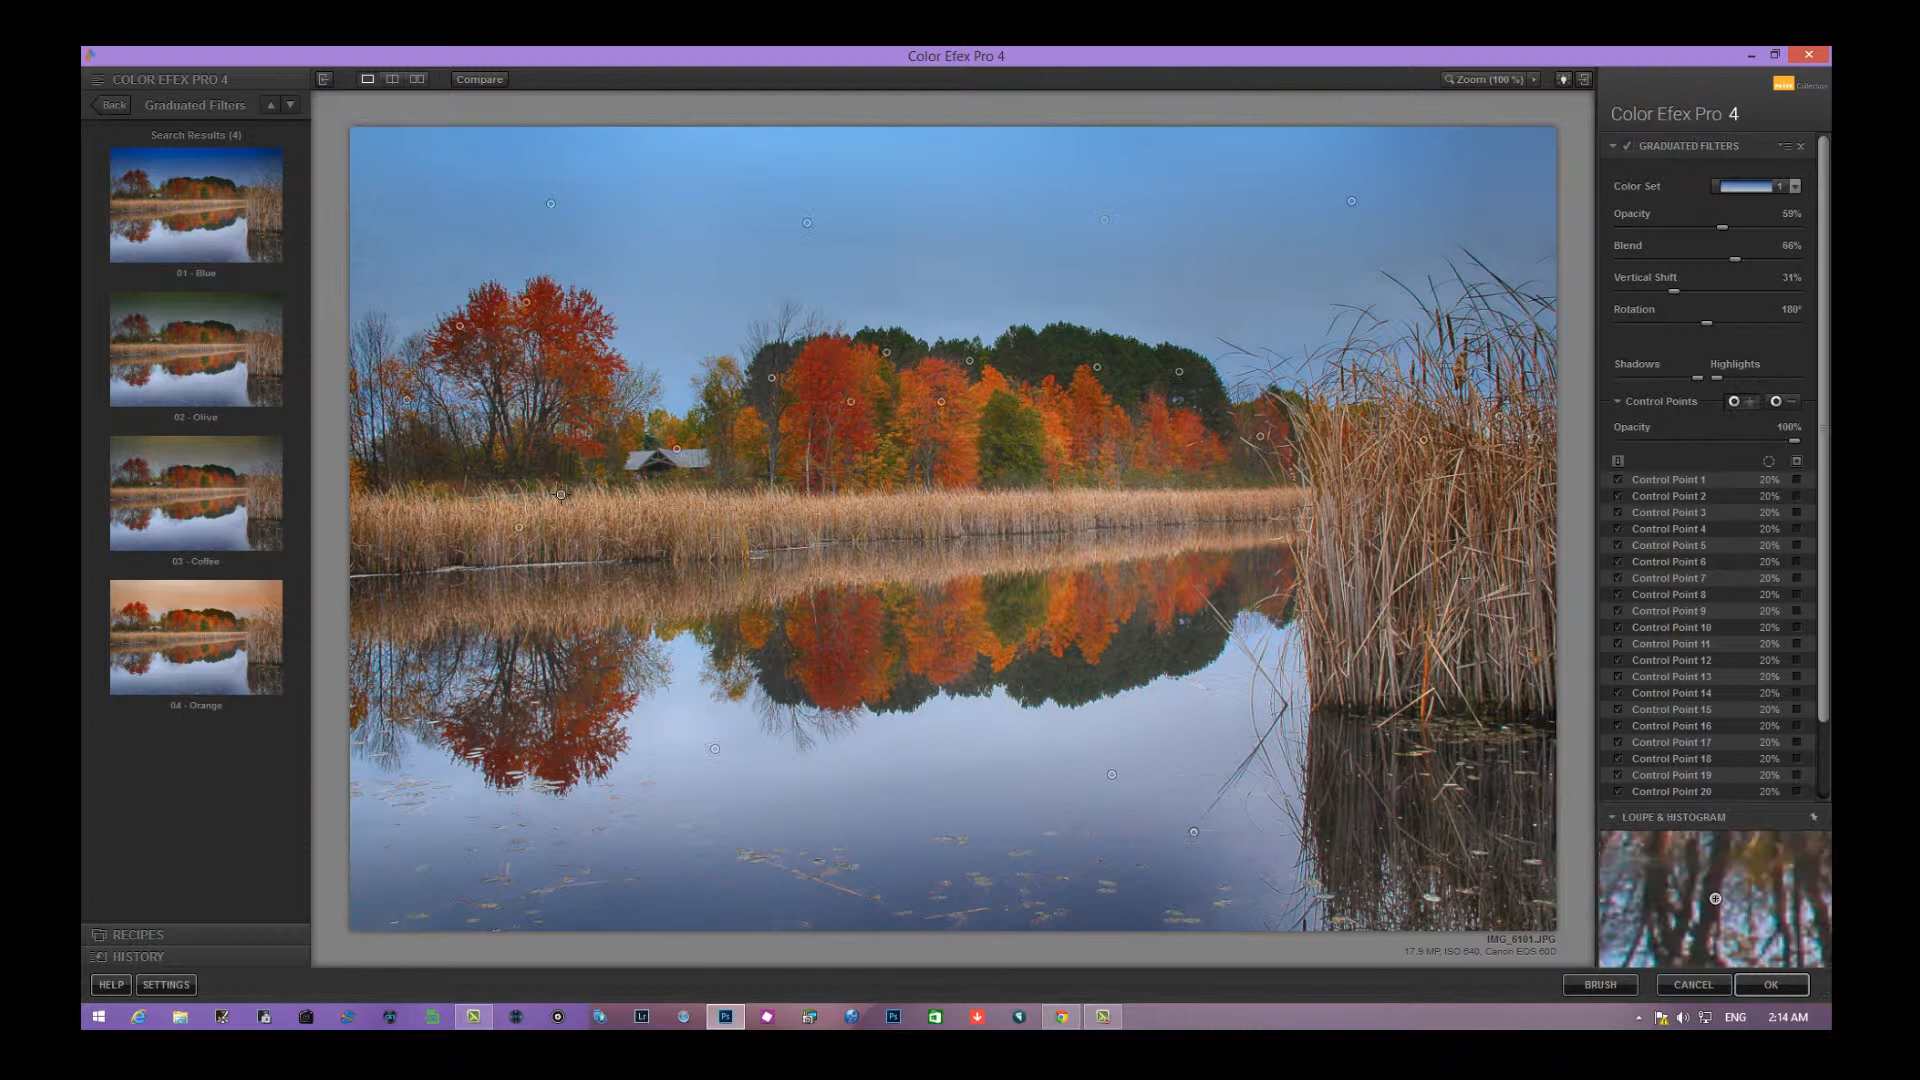 Color Efex Pro 4
COLOR EFEX PRO 4
Compare
Zoom (100 %)
Back
Graduated Filters
Search Results (4)
01 - Blue
02 - Olive
03 - Coffee
04 - Orange
RECIPES
HISTORY
HELP
SETTINGS
IMG_6101.JPG
17.9 MP, ISO 640, Canon EOS 60D
nik Collection
Color Efex Pro 4
GRADUATED FILTERS
Color Set
1
Opacity 59%
Blend 66%
Vertical Shift 31%
Rotation 180°
Shadows Highlights
Control Points
Opacity 100%
Control Point 1 20%
Control Point 2 20%
Control Point 3 20%
Control Point 4 20%
Control Point 5 20%
Control Point 6 20%
Control Point 7 20%
Control Point 8 20%
Control Point 9 20%
Control Point 10 20%
Control Point 11 20%
Control Point 12 20%
Control Point 13 20%
Control Point 14 20%
Control Point 15 20%
Control Point 16 20%
Control Point 17 20%
Control Point 18 20%
Control Point 19 20%
Control Point 20 20%
LOUPE & HISTOGRAM
BRUSH
CANCEL
OK
Lr
Ps
Ps
ENG
2:14 AM